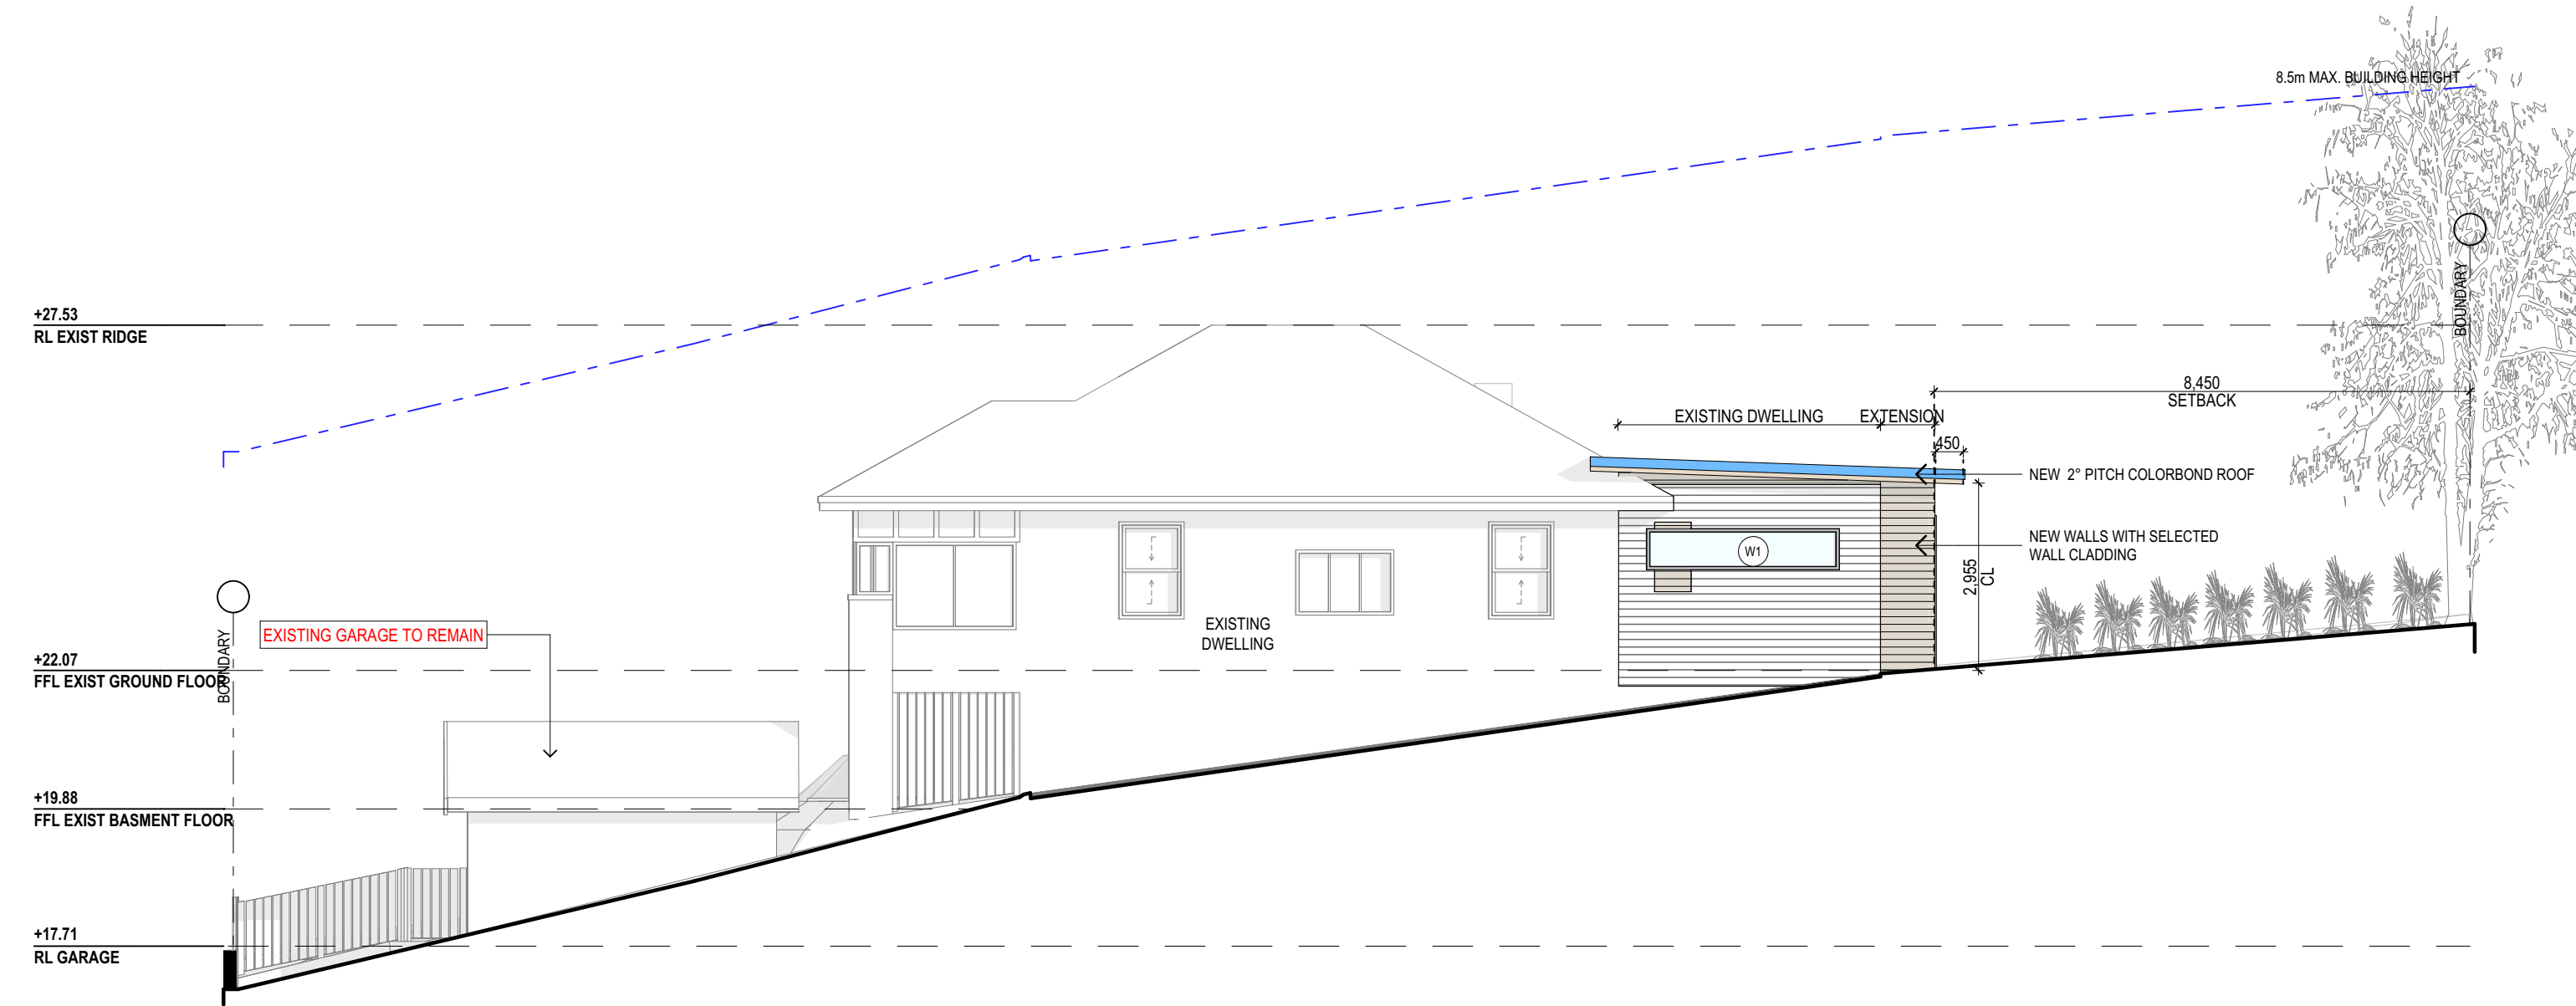 8.5m MAX. BUILDING HEIGHT
+27.53
RL EXIST RIDGE
BOUNDARY
8,450
SETBACK
EXISTING DWELLING
EXTENSION
450
NEW 2° PITCH COLORBOND ROOF
NEW WALLS WITH SELECTED
WALL CLADDING
W1
2,955
CL
EXISTING
DWELLING
EXISTING GARAGE TO REMAIN
BOUNDARY
+22.07
FFL EXIST GROUND FLOOR
+19.88
FFL EXIST BASMENT FLOOR
+17.71
RL GARAGE